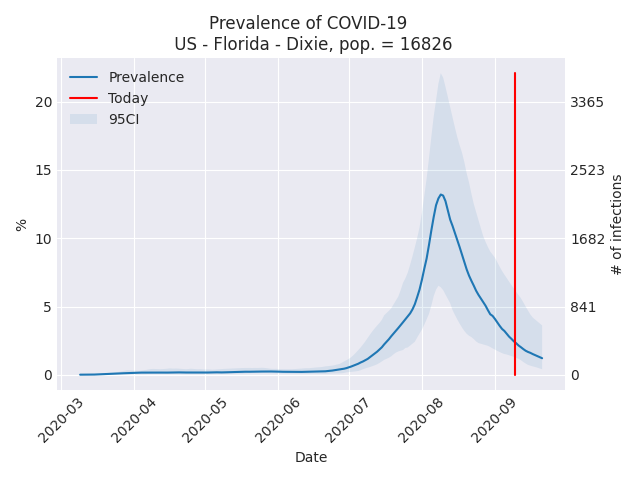 Prevalence of COVID-19
US - Florida - Dixie, pop. = 16826
Prevalence
Today
95CI
20
15
10
5
0
%
3365
2523
1682
841
0
# of infections
2020-03
2020-04
2020-05
2020-06
2020-07
2020-08
2020-09
Date